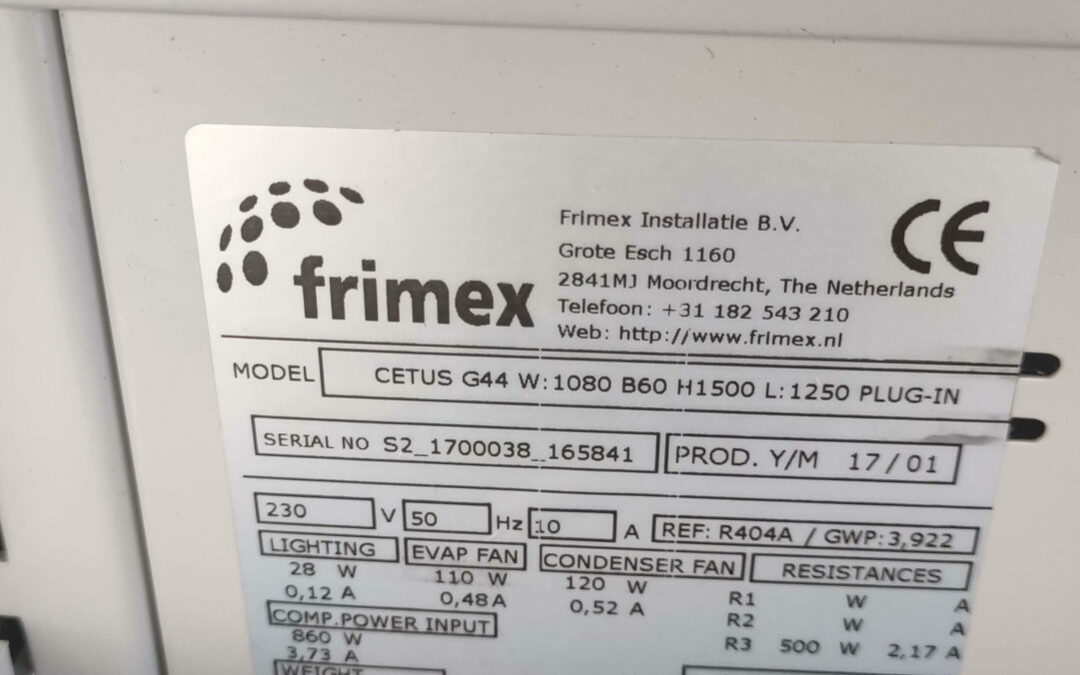 frimex
Frimex Installatie B.V.
Grote Esch 1160
2841MJ Moordrecht, The Netherlands
Telefoon: +31 182 543 210
Web: http://www.frimex.nl
CE
MODEL CETUS G44 W:1080 B60 H1500 L:1250 PLUG-IN
SERIAL NO S2_1700038_165841 PROD. Y/M 17/01
230 V 50 Hz 10 A REF: R404A / GWP:3,922
LIGHTING EVAP FAN CONDENSER FAN RESISTANCES
28 W 110 W 120 W R1 W A
0,12 A 0,48A 0,52 A R2 W A
COMP.POWER INPUT R3 500 W 2,17 A
860 W
3,73 A
WEIGHT